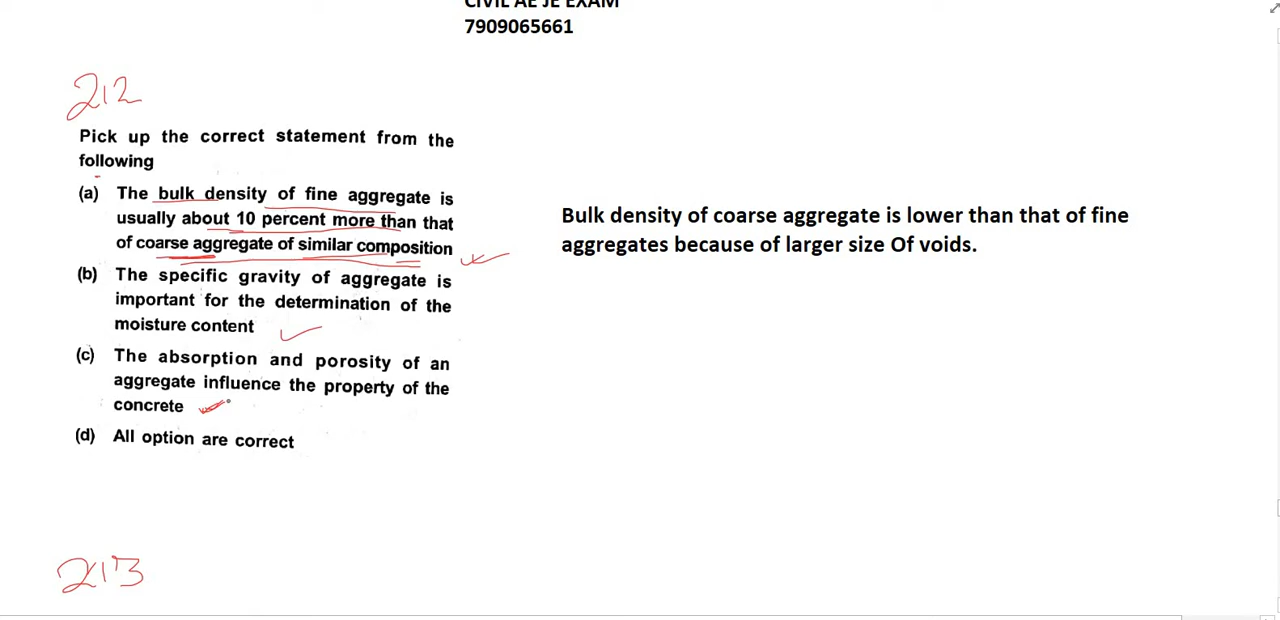 CIVIL AE JE EXAM
7909065661
212
Pick up the correct statement from the
following
(a) The bulk density of fine aggregate is
usually about 10 percent more than that
of coarse aggregate of similar composition
(b) The specific gravity of aggregate is
important for the determination of the
moisture content
(c) The absorption and porosity of an
aggregate influence the property of the
concrete
(d) All option are correct
Bulk density of coarse aggregate is lower than that of fine
aggregates because of larger size Of voids.
213